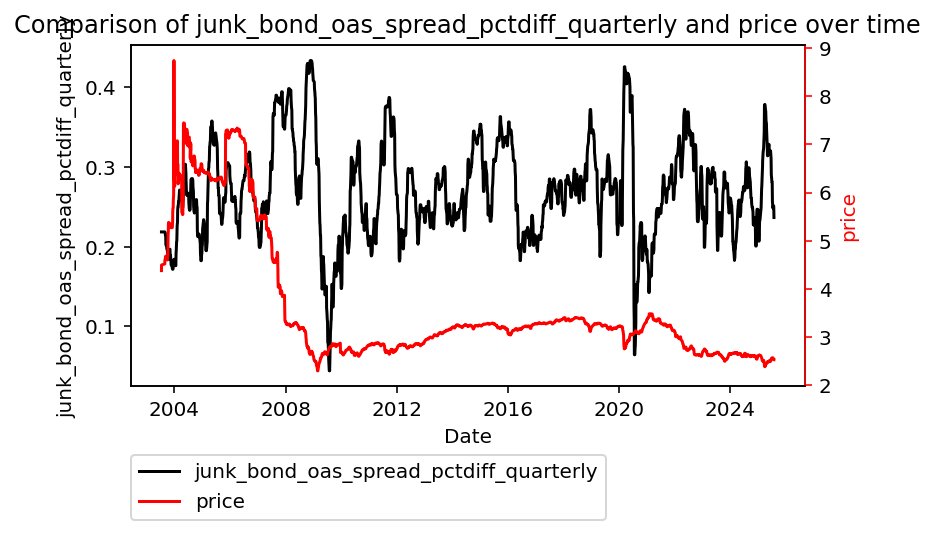 Comparison of junk_bond_oas_spread_pctdiff_quarterly and price over time
junk_bond_oas_spread_pctdiff_quarterly
0.4
0.3
0.2
0.1
9
8
7
6
5
4
3
2
price
2004 2008 2012 2016 2020 2024
Date
junk_bond_oas_spread_pctdiff_quarterly
price